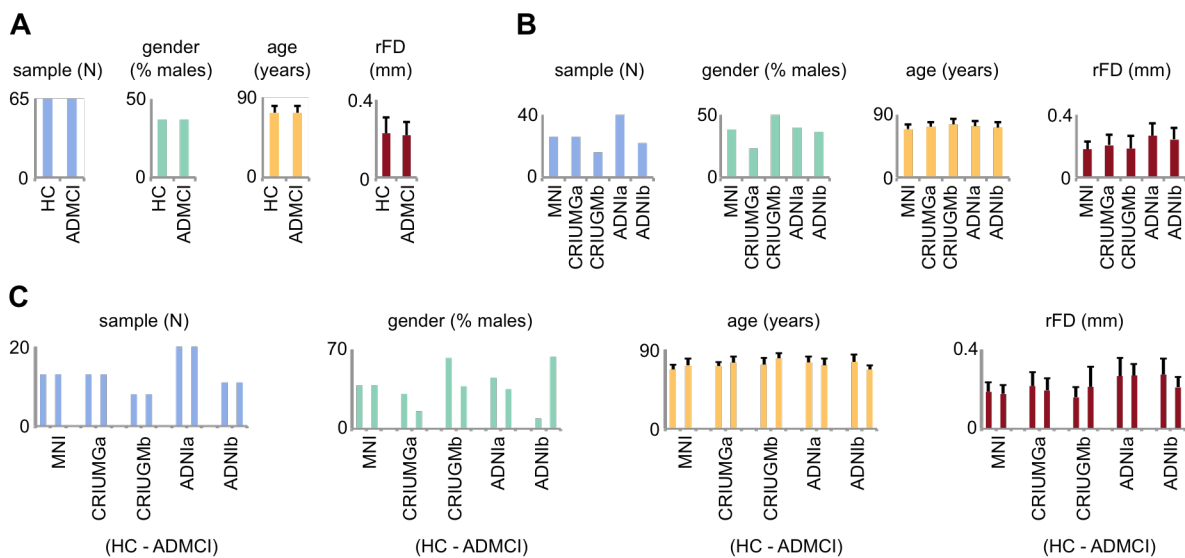 A
sample (N)
65
0
HC
ADMCI
gender
(% males)
50
0
HC
ADMCI
age
(years)
90
0
HC
ADMCI
rFD
(mm)
0.4
0
HC
ADMCI
B
sample (N)
40
0
MNI
CRIUMGa
CRIUGMb
ADNIa
ADNIb
gender (% males)
50
0
MNI
CRIUMGa
CRIUGMb
ADNIa
ADNIb
age (years)
90
0
MNI
CRIUMGa
CRIUGMb
ADNIa
ADNIb
rFD (mm)
0.4
0
MNI
CRIUMGa
CRIUGMb
ADNIa
ADNIb
C
sample (N)
20
0
MNI
CRIUMGa
CRIUGMb
ADNIa
ADNIb
(HC - ADMCI)
gender (% males)
70
0
MNI
CRIUMGa
CRIUGMb
ADNIa
ADNIb
(HC - ADMCI)
age (years)
90
0
MNI
CRIUMGa
CRIUGMb
ADNIa
ADNIb
(HC - ADMCI)
rFD (mm)
0.4
0
MNI
CRIUMGa
CRIUGMb
ADNIa
ADNIb
(HC - ADMCI)